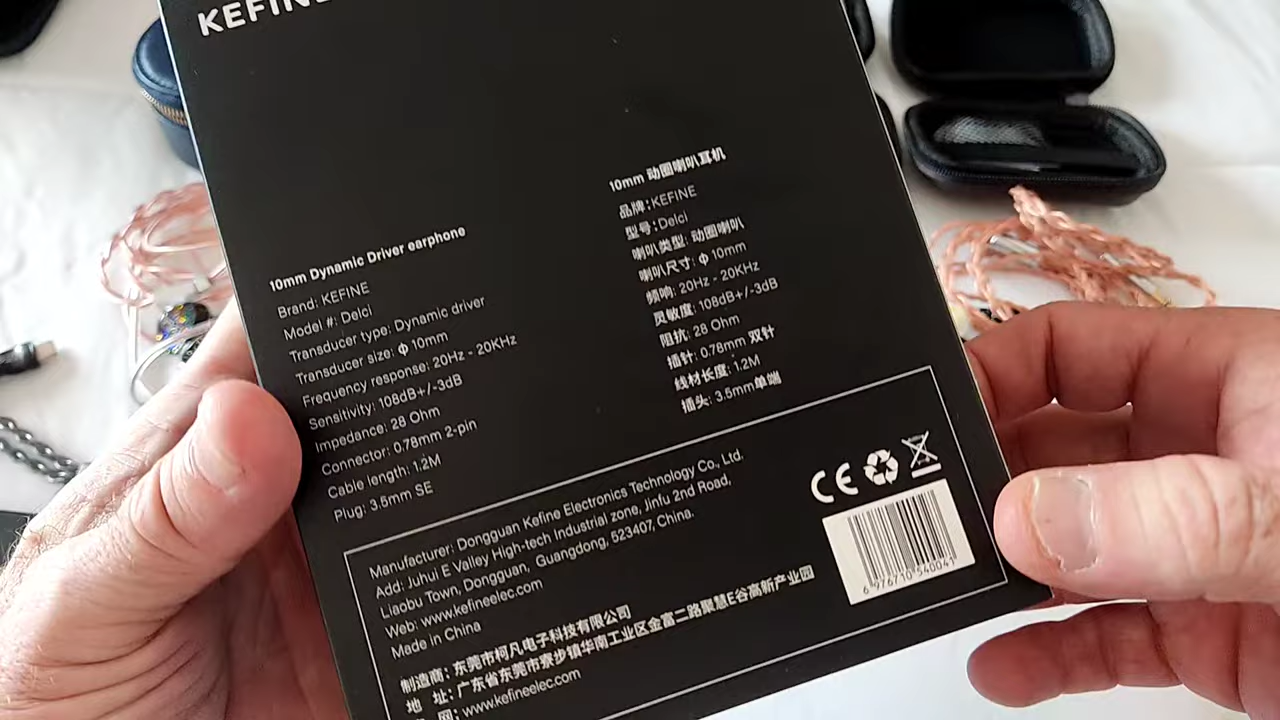 KEFINE
10mm Dynamic Driver earphone
Brand: KEFINE
Model #: Delci
Transducer type: Dynamic driver
Transducer size: ф 10mm
Frequency response: 20Hz - 20KHz
Sensitivity: 108dB+/-3dB
Impedance: 28 Ohm
Connector: 0.78mm 2-pin
Cable length: 1.2M
Plug: 3.5mm SE
10mm 动圈喇叭耳机
品牌: KEFINE
型号: Delci
喇叭类型: 动圈喇叭
喇叭尺寸: ф 10mm
频响: 20Hz - 20KHz
灵敏度: 108dB+/-3dB
阻抗: 28 Ohm
插针: 0.78mm 双针
线材长度: 1.2M
插头: 3.5mm单端
Manufacturer: Dongguan Kefine Electronics Technology Co., Ltd.
Add: Juhui E Valley High-tech Industrial zone, Jinfu 2nd Road,
Liaobu Town, Dongguan, Guangdong, 523407, China.
Web: www.kefineelec.com
Made in China
制造商: 东莞市柯凡电子科技有限公司
地 址: 广东省东莞市寮步镇华南工业区金富二路聚慧E谷高新产业园
网: www.kefineelec.com
CE
6 976710 540041